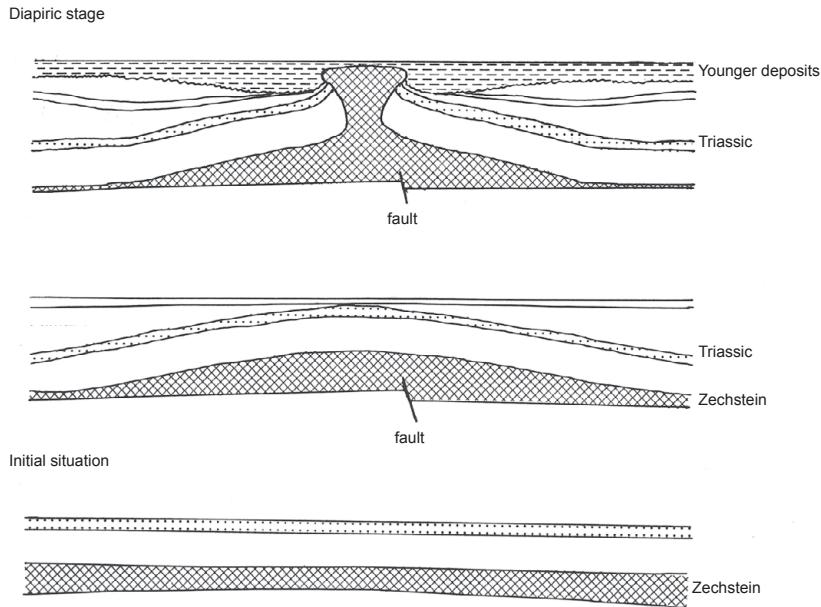 Diapiric stage
Younger deposits
Triassic
fault
Triassic
Zechstein
fault
Initial situation
Zechstein